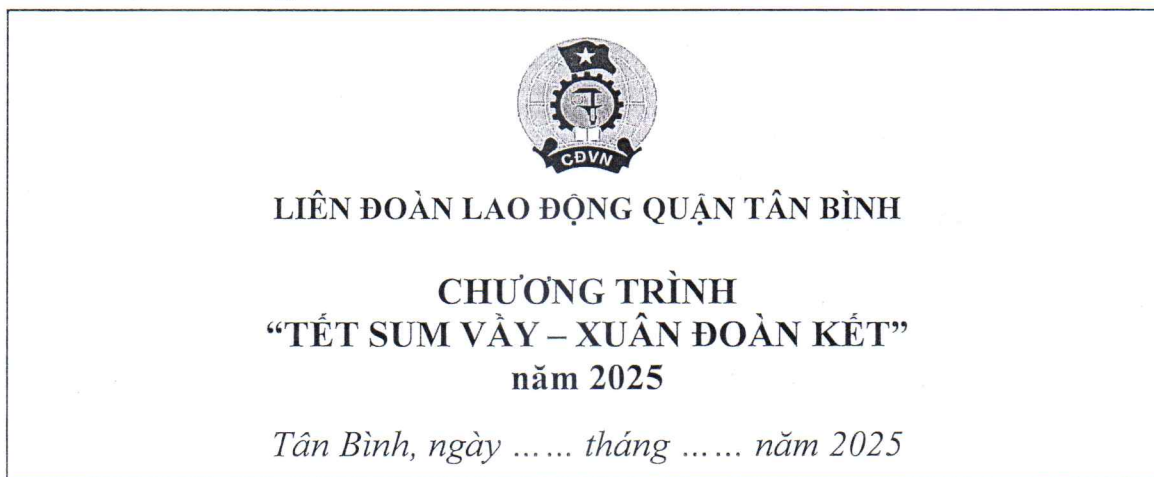 CĐVN
LIÊN ĐOÀN LAO ĐỘNG QUẬN TÂN BÌNH
CHƯƠNG TRÌNH
“TẾT SUM VẦY – XUÂN ĐOÀN KẾT”
năm 2025
Tân Bình, ngày …… tháng …… năm 2025